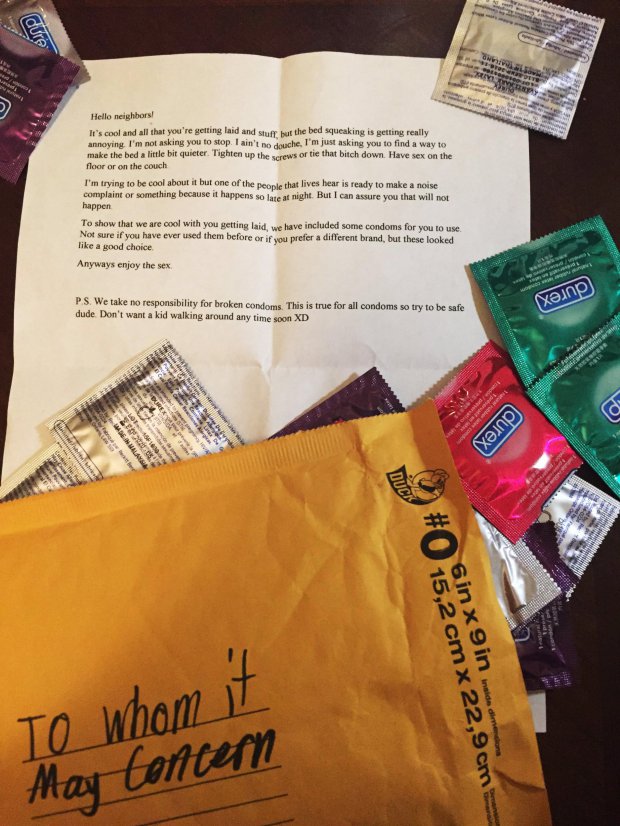 Hello neighbors!
It's cool and all that you're getting laid and stuff, but the bed squeaking is getting really
annoying. I'm not asking you to stop. I ain't no douche, I'm just asking you to find a way to
make the bed a little bit quieter. Tighten up the screws or tie that bitch down. Have sex on the
floor or on the couch.
I'm trying to be cool about it but one of the people that lives hear is ready to make a noise
complaint or something because it happens so late at night. But I can assure you that will not
happen.
To show that we are cool with you getting laid, we have included some condoms for you to use.
Not sure if you have ever used them before or if you prefer a different brand, but these looked
like a good choice.
Anyways enjoy the sex.
P.S. We take no responsibility for broken condoms. This is true for all condoms so try to be safe
dude. Don't want a kid walking around any time soon XD
durex
durex
durex
DUCK
#0
6 in x 9 in
inside dimensions
15,2 cm x 22,9 cm
To whom it
May Concern